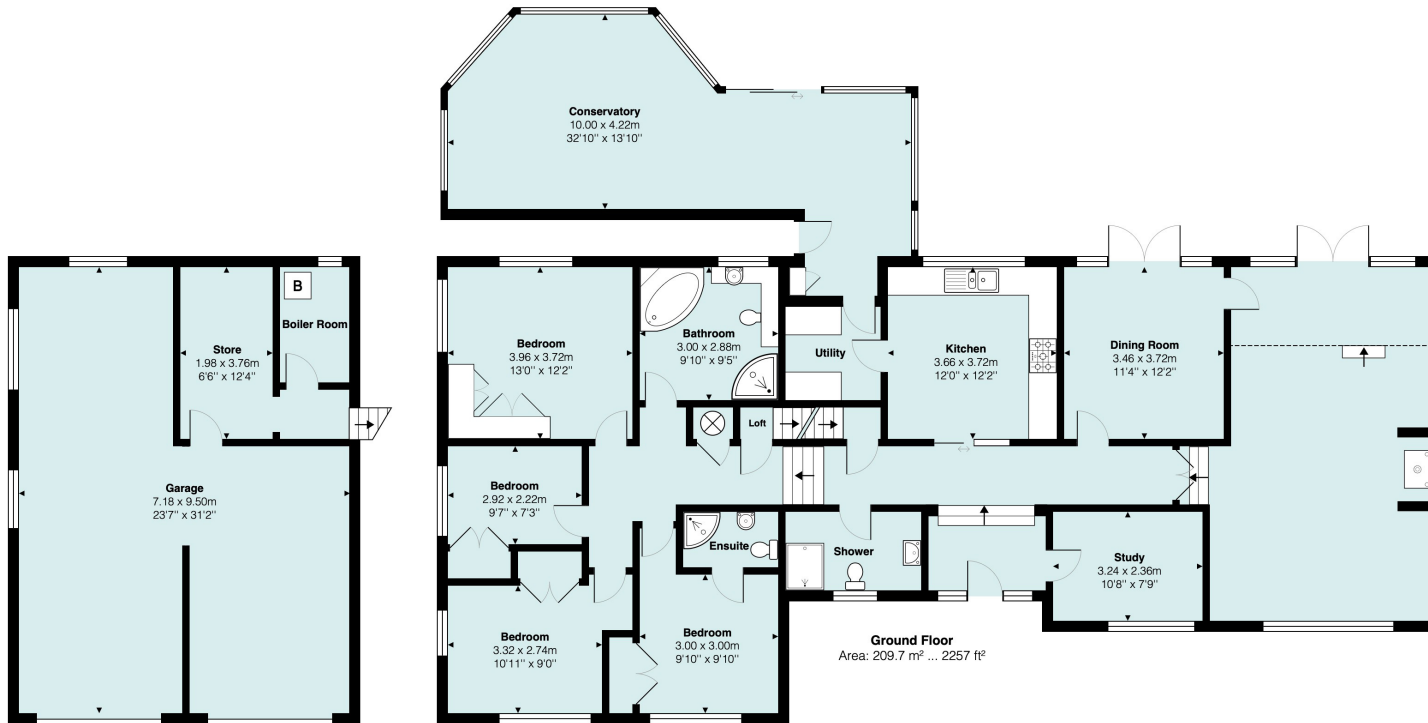 Conservatory
10.00 x 4.22m
32'10'' x 13'10''
B
Boiler Room
Store
1.98 x 3.76m
6'6'' x 12'4''
Garage
7.18 x 9.50m
23'7'' x 31'2''
Bedroom
3.96 x 3.72m
13'0'' x 12'2''
Bathroom
3.00 x 2.88m
9'10'' x 9'5''
Utility
Kitchen
3.66 x 3.72m
12'0'' x 12'2''
Dining Room
3.46 x 3.72m
11'4'' x 12'2''
Loft
Bedroom
2.92 x 2.22m
9'7'' x 7'3''
Ensuite
Shower
Study
3.24 x 2.36m
10'8'' x 7'9''
Bedroom
3.32 x 2.74m
10'11'' x 9'0''
Bedroom
3.00 x 3.00m
9'10'' x 9'10''
Ground Floor
Area: 209.7 m² ... 2257 ft²